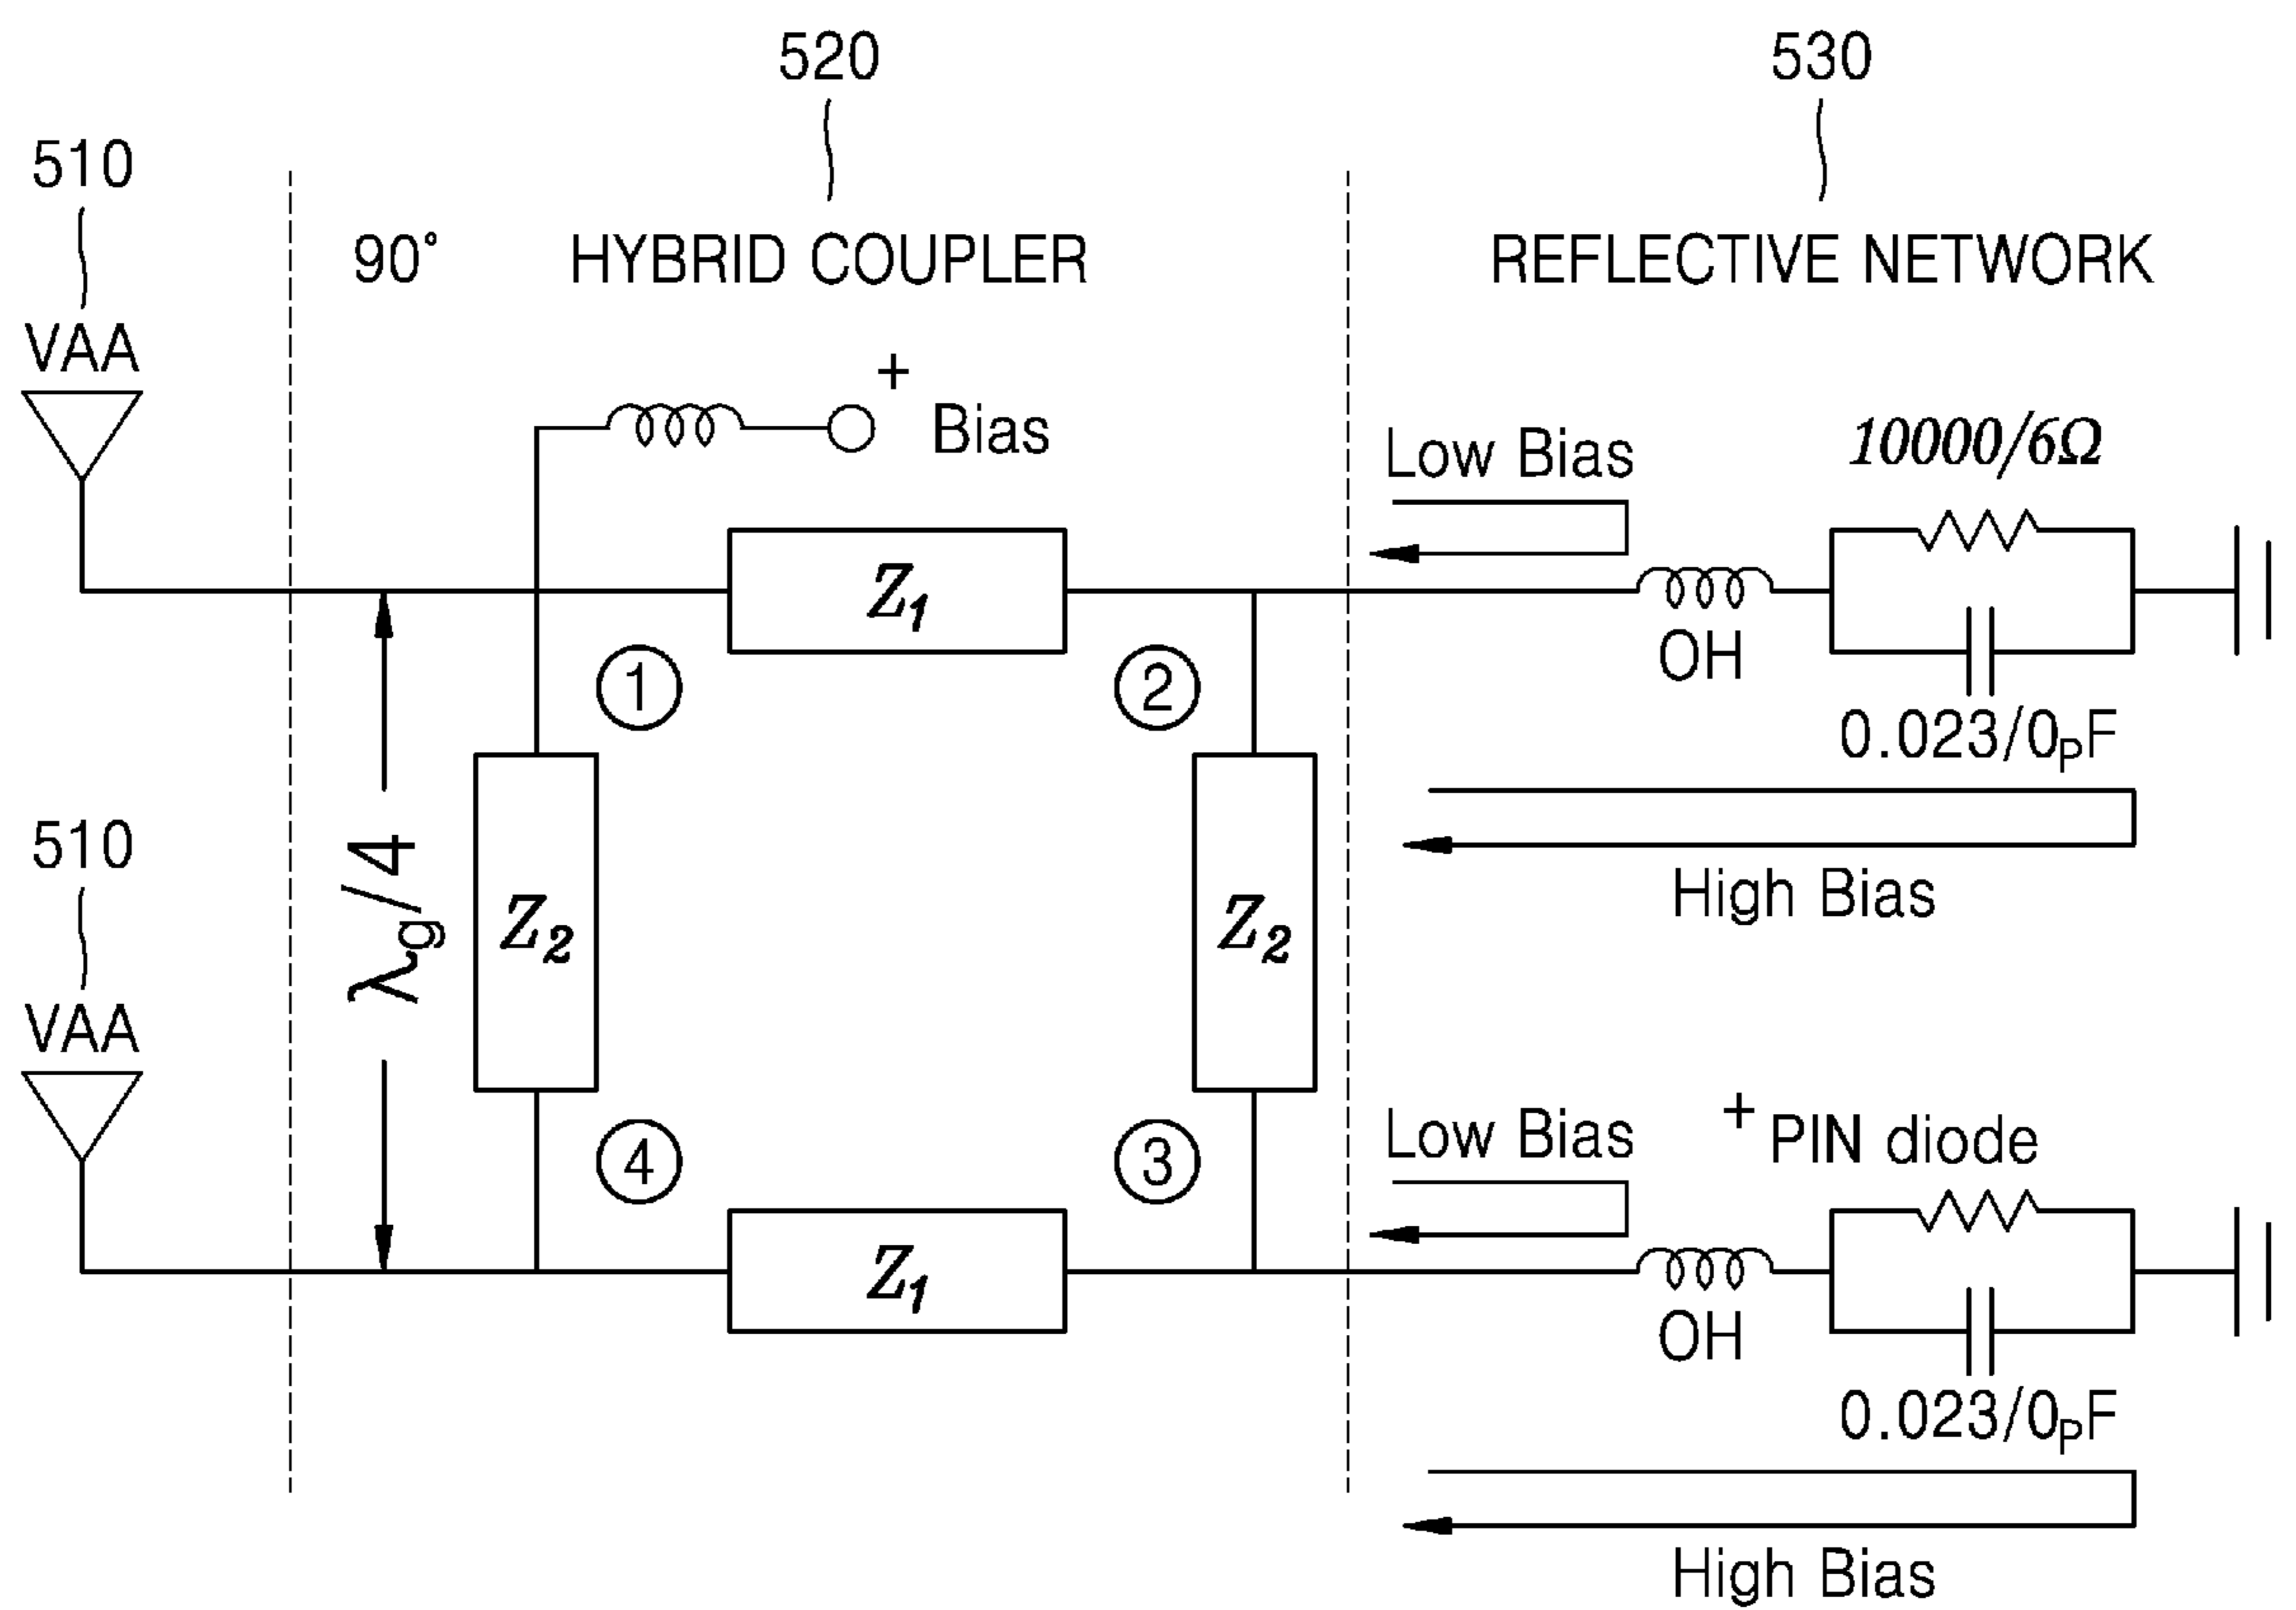 520
530
510
90° HYBRID COUPLER
REFLECTIVE NETWORK
VAA
+
Bias
Low Bias
10000/6Ω
Z1
OH
1
2
0.023/0PF
510
High Bias
λg/4
Z2
Z2
VAA
Low Bias
+ PIN diode
4
3
Z1
OH
0.023/0PF
High Bias